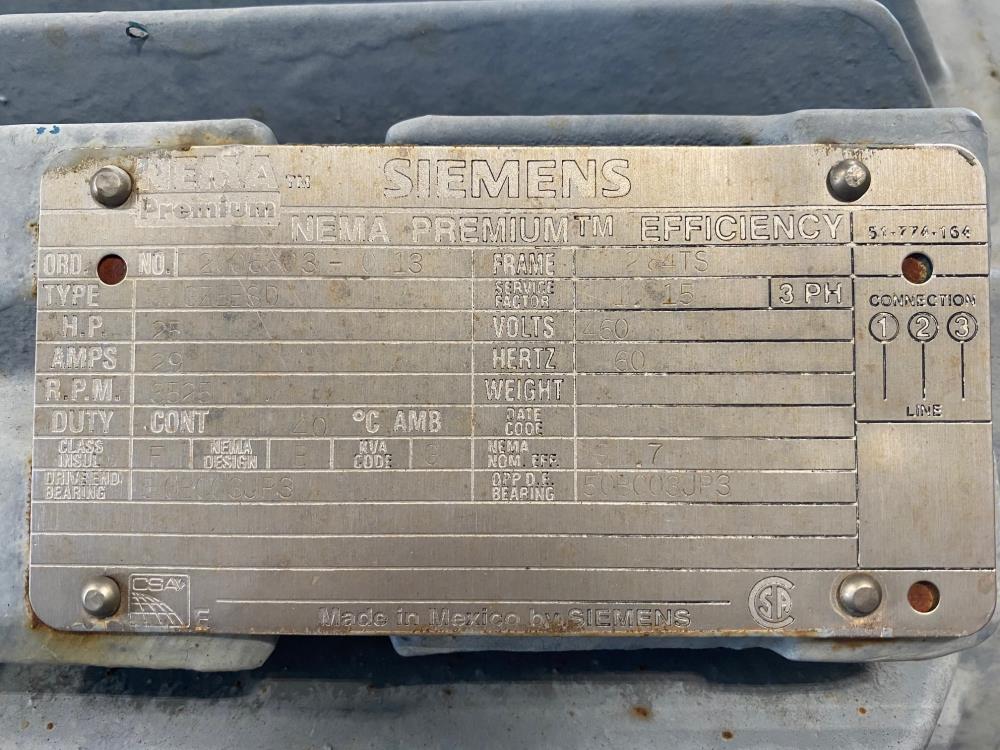 NEMA ™ SIEMENS
Premium
NEMA PREMIUM™ EFFICIENCY 51-774-164
ORD. NO. FRAME 284TS
TYPE SERVICE FACTOR 1.15 3 PH CONNECTION
H.P. 25 VOLTS 460 1 2 3
AMPS 29 HERTZ 60
R.P.M. 3525 WEIGHT
DUTY CONT 40 °C AMB DATE CODE LINE
CLASS INSUL F NEMA DESIGN B KVA CODE G NEMA NOM. EFF.
DRIVE END BEARING OPP D.E. BEARING 50BC03JP3
CSA F Made in Mexico by SIEMENS SA